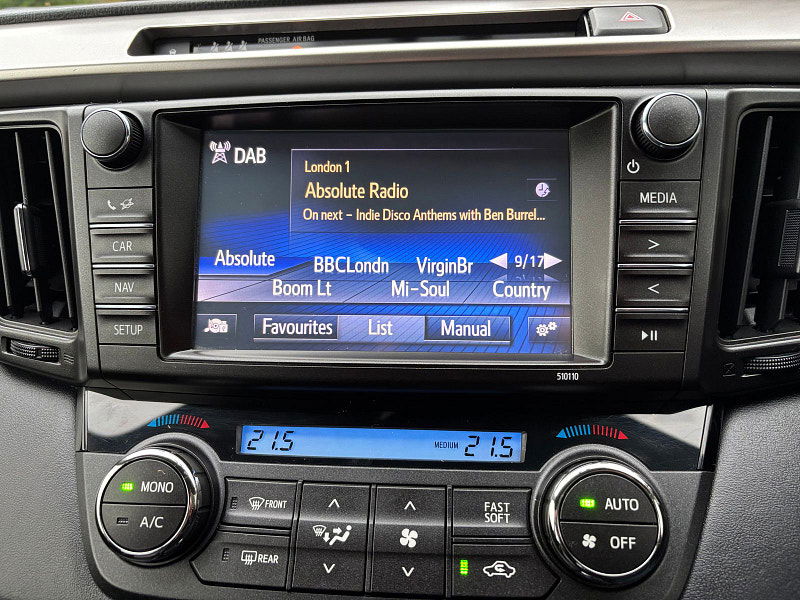 PASSENGER AIRBAG
DAB
London 1
Absolute Radio
On next – Indie Disco Anthems with Ben Burrel...
Absolute BBCLondn VirginBr 9/17
Boom Lt Mi-Soul Country
Favourites List Manual
CAR
NAV
SETUP
MEDIA
510110
21.5 MEDIUM 21.5
MONO
A/C
FRONT
REAR
FAST
SOFT
AUTO
OFF